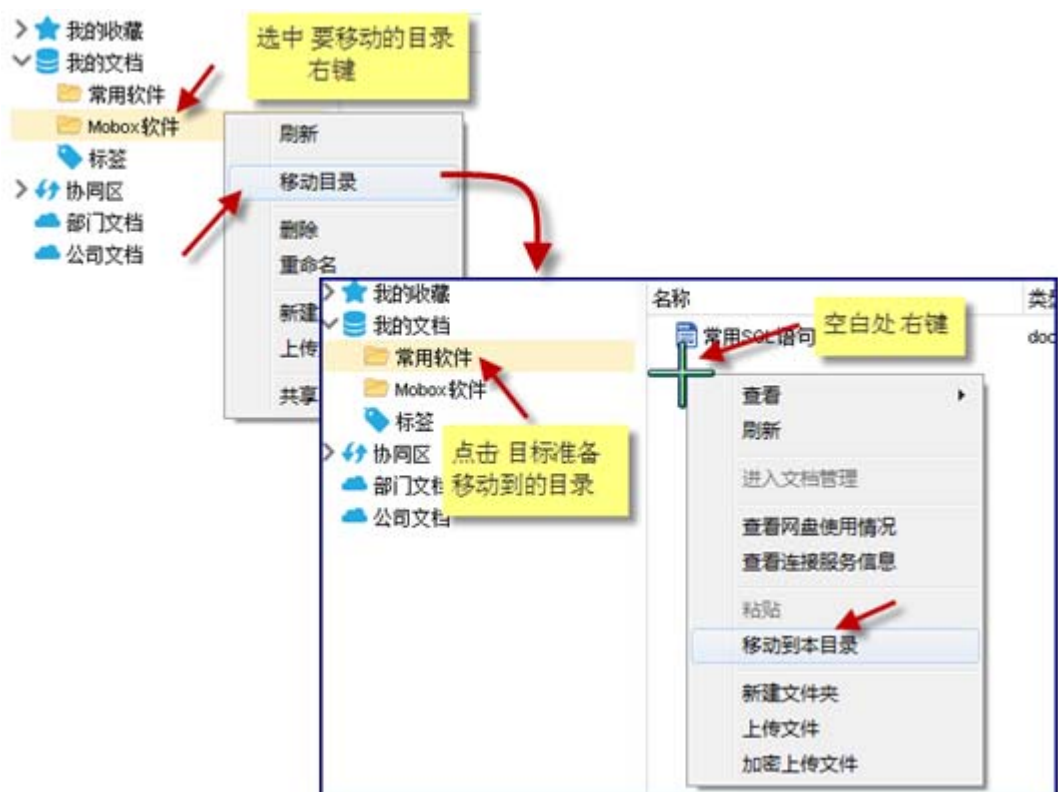 我的收藏
选中 要移动的目录
右键
我的文档
常用软件
Mobox软件
标签
协同区
部门文档
公司文档
刷新
移动目录
删除
重命名
新建
上传
共享
我的收藏
我的文档
常用软件
Mobox软件
标签
协同区
部门文档
公司文档
点击 目标准备
移动到的目录
名称
常用SQL语句
doc
空白处 右键
查看
刷新
进入文档管理
查看网盘使用情况
查看连接服务信息
粘贴
移动到本目录
新建文件夹
上传文件
加密上传文件